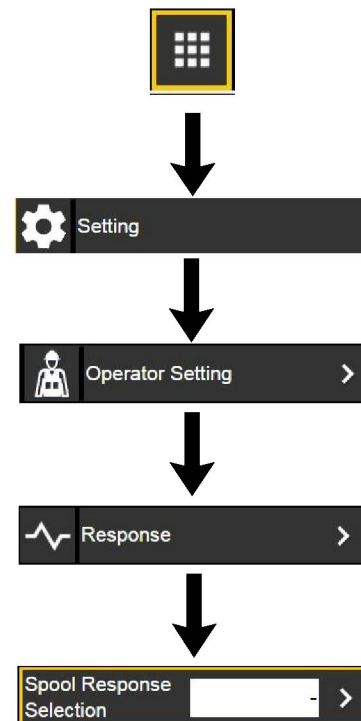 Setting
Operator Setting
Response
Spool Response
Selection
-